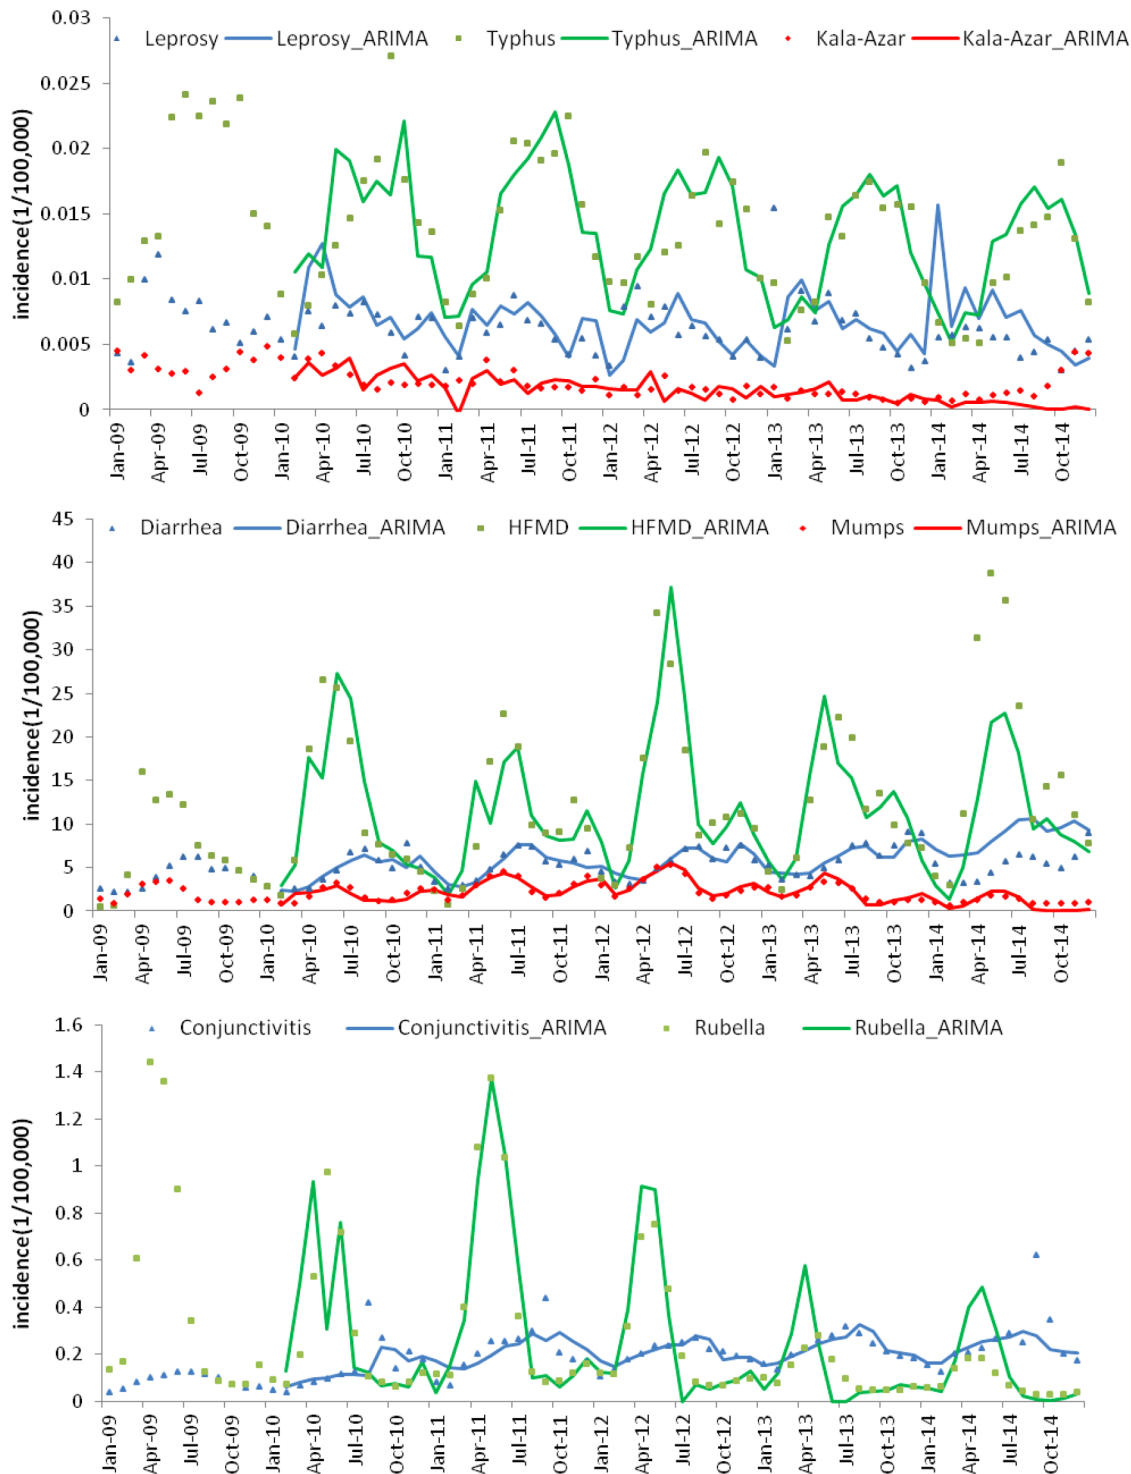 0.03
Leprosy Leprosy_ARIMA Typhus Typhus_ARIMA Kala-Azar Kala-Azar_ARIMA
0.025
0.02
0.015
0.01
0.005
0
incidence(1/100,000)
Jan-09 Apr-09 Jul-09 Oct-09 Jan-10 Apr-10 Jul-10 Oct-10 Jan-11 Apr-11 Jul-11 Oct-11 Jan-12 Apr-12 Jul-12 Oct-12 Jan-13 Apr-13 Jul-13 Oct-13 Jan-14 Apr-14 Jul-14 Oct-14
45
Diarrhea Diarrhea_ARIMA HFMD HFMD_ARIMA Mumps Mumps_ARIMA
40
35
30
25
20
15
10
5
0
incidence(1/100,000)
Jan-09 Apr-09 Jul-09 Oct-09 Jan-10 Apr-10 Jul-10 Oct-10 Jan-11 Apr-11 Jul-11 Oct-11 Jan-12 Apr-12 Jul-12 Oct-12 Jan-13 Apr-13 Jul-13 Oct-13 Jan-14 Apr-14 Jul-14 Oct-14
1.6
Conjunctivitis Conjunctivitis_ARIMA Rubella Rubella_ARIMA
1.4
1.2
1
0.8
0.6
0.4
0.2
0
incidence(1/100,000)
Jan-09 Apr-09 Jul-09 Oct-09 Jan-10 Apr-10 Jul-10 Oct-10 Jan-11 Apr-11 Jul-11 Oct-11 Jan-12 Apr-12 Jul-12 Oct-12 Jan-13 Apr-13 Jul-13 Oct-13 Jan-14 Apr-14 Jul-14 Oct-14